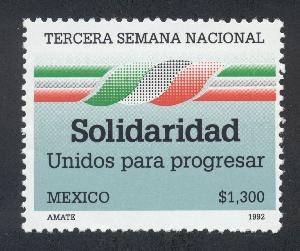 TERCERA SEMANA NACIONAL
Solidaridad
Unidos para progresar
MEXICO $1,300
AMATE 1992